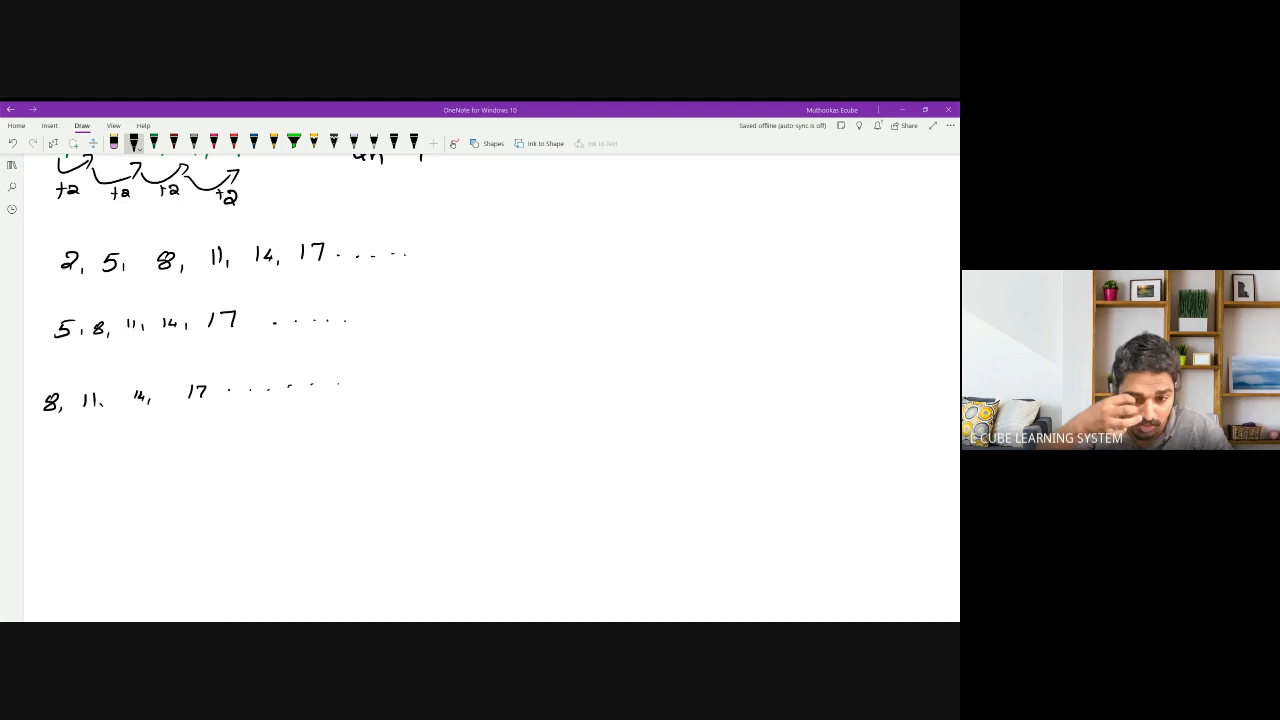 OneNote for Windows 10
Muthookas Ecube
Home Insert Draw View Help
Saved offline (auto-sync is off)
Share
Shapes
Ink to Shape
Ink to Text
+2 +2 +2 +2
2, 5, 8, 11, 14, 17 . . . . .
5, 8, 11, 14, 17 . . . . .
8, 11, 14, 17 . . . . . .
E CUBE LEARNING SYSTEM